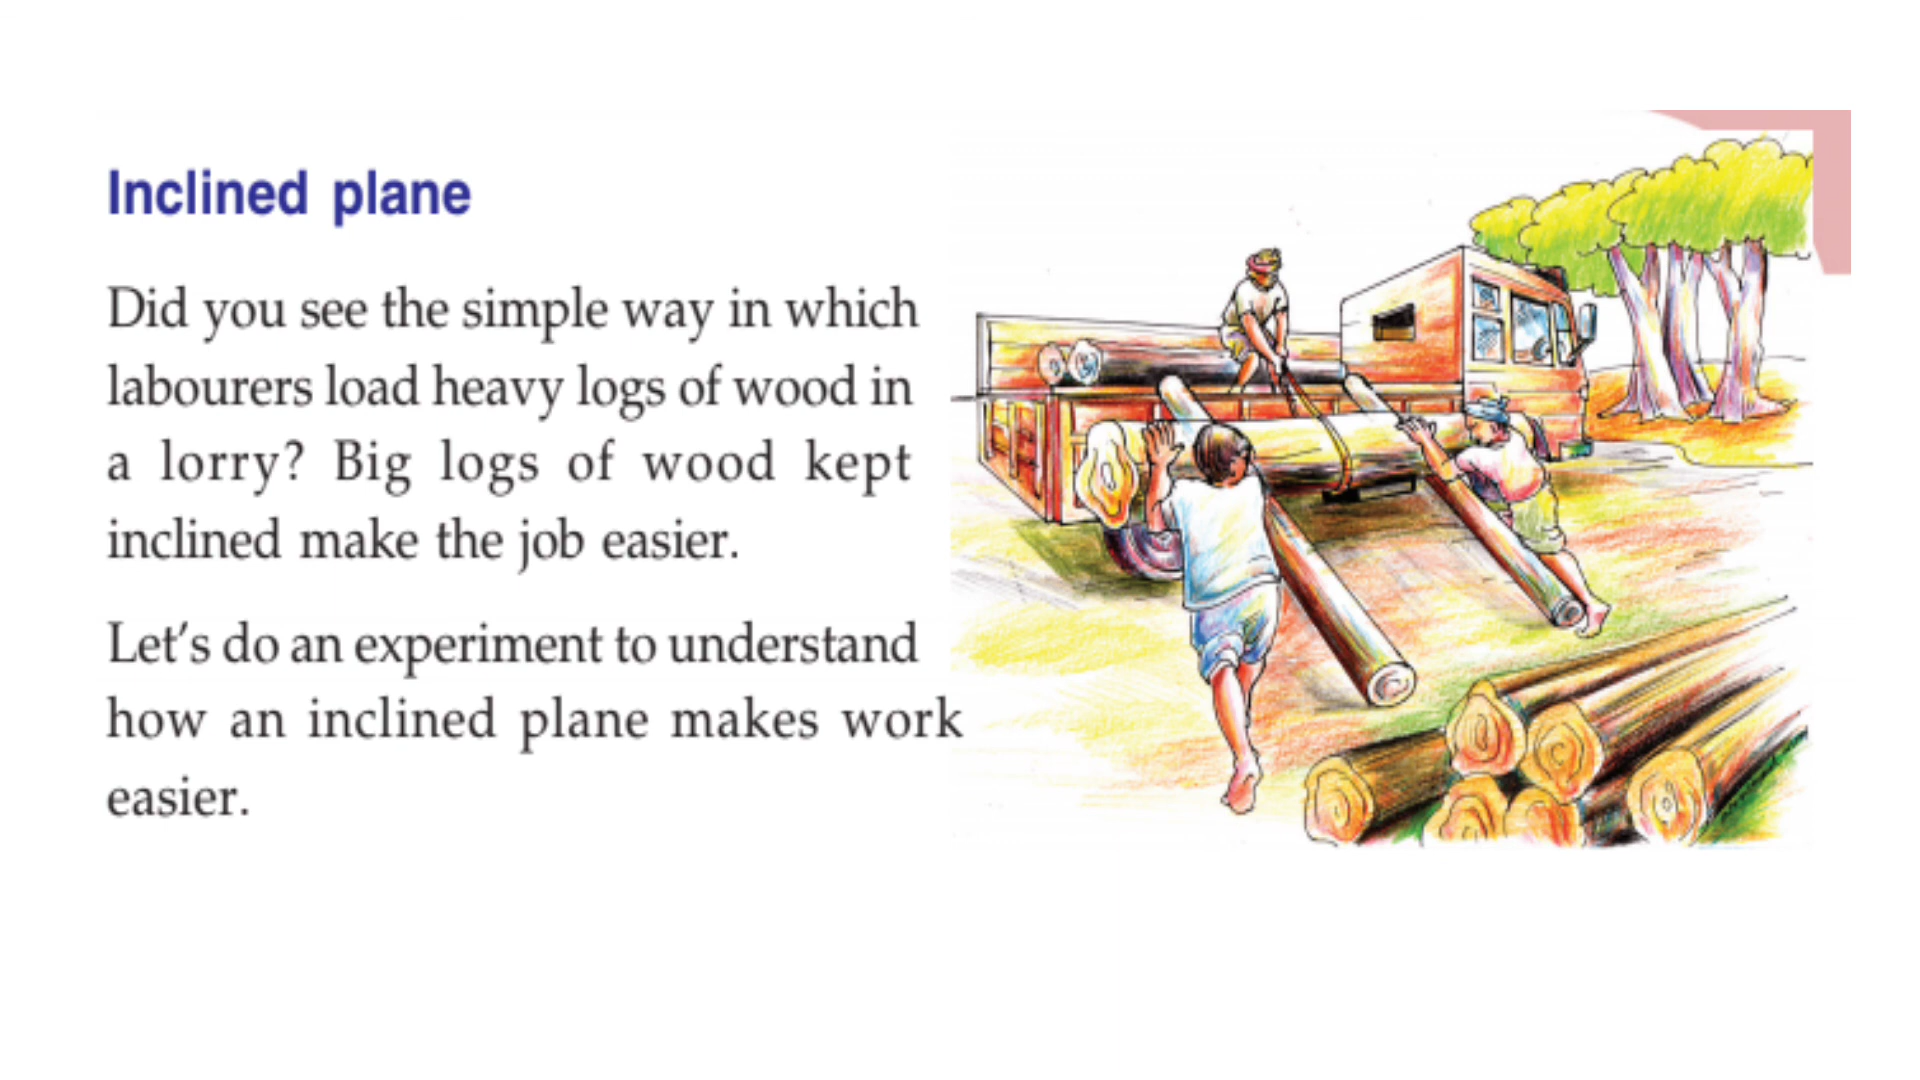 Inclined plane
Did you see the simple way in which
labourers load heavy logs of wood in
a lorry? Big logs of wood kept
inclined make the job easier.
Let's do an experiment to understand
how an inclined plane makes work
easier.